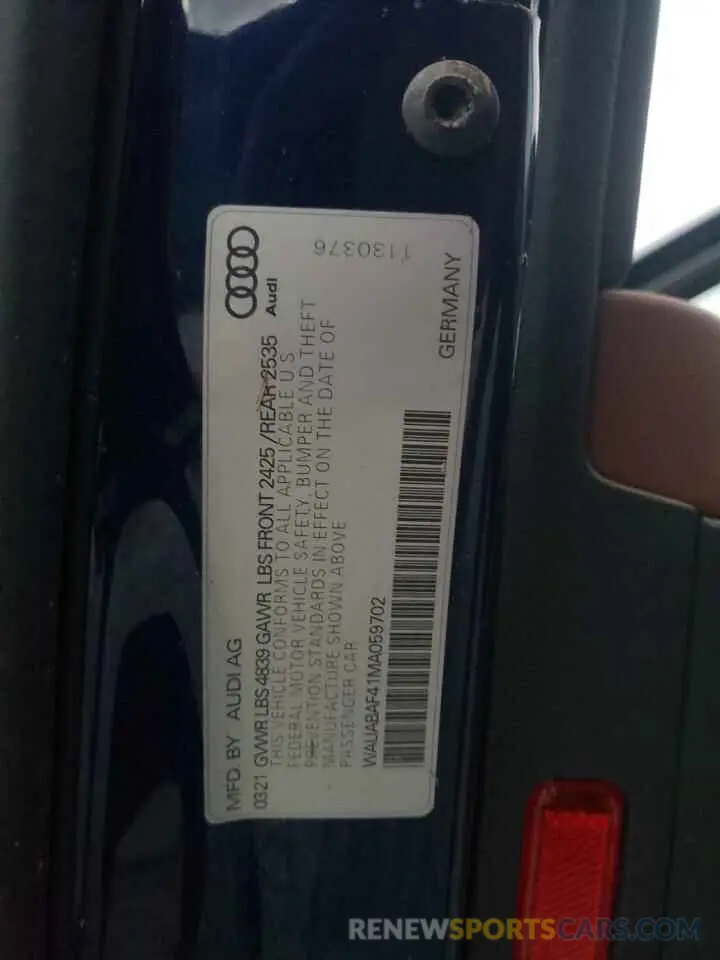 MFD. BY AUDI AG
Audi
0321 GVWR LBS 4839 GAWR LBS FRONT 2425 / REAR 2535
THIS VEHICLE CONFORMS TO ALL APPLICABLE U S
FEDERAL MOTOR VEHICLE SAFETY, BUMPER AND THEFT
PREVENTION STANDARDS IN EFFECT ON THE DATE OF
MANUFACTURE SHOWN ABOVE
PASSENGER CAR
T130376
WAUABAF41MA059702
GERMANY
RENEWSPORTSCARS.COM